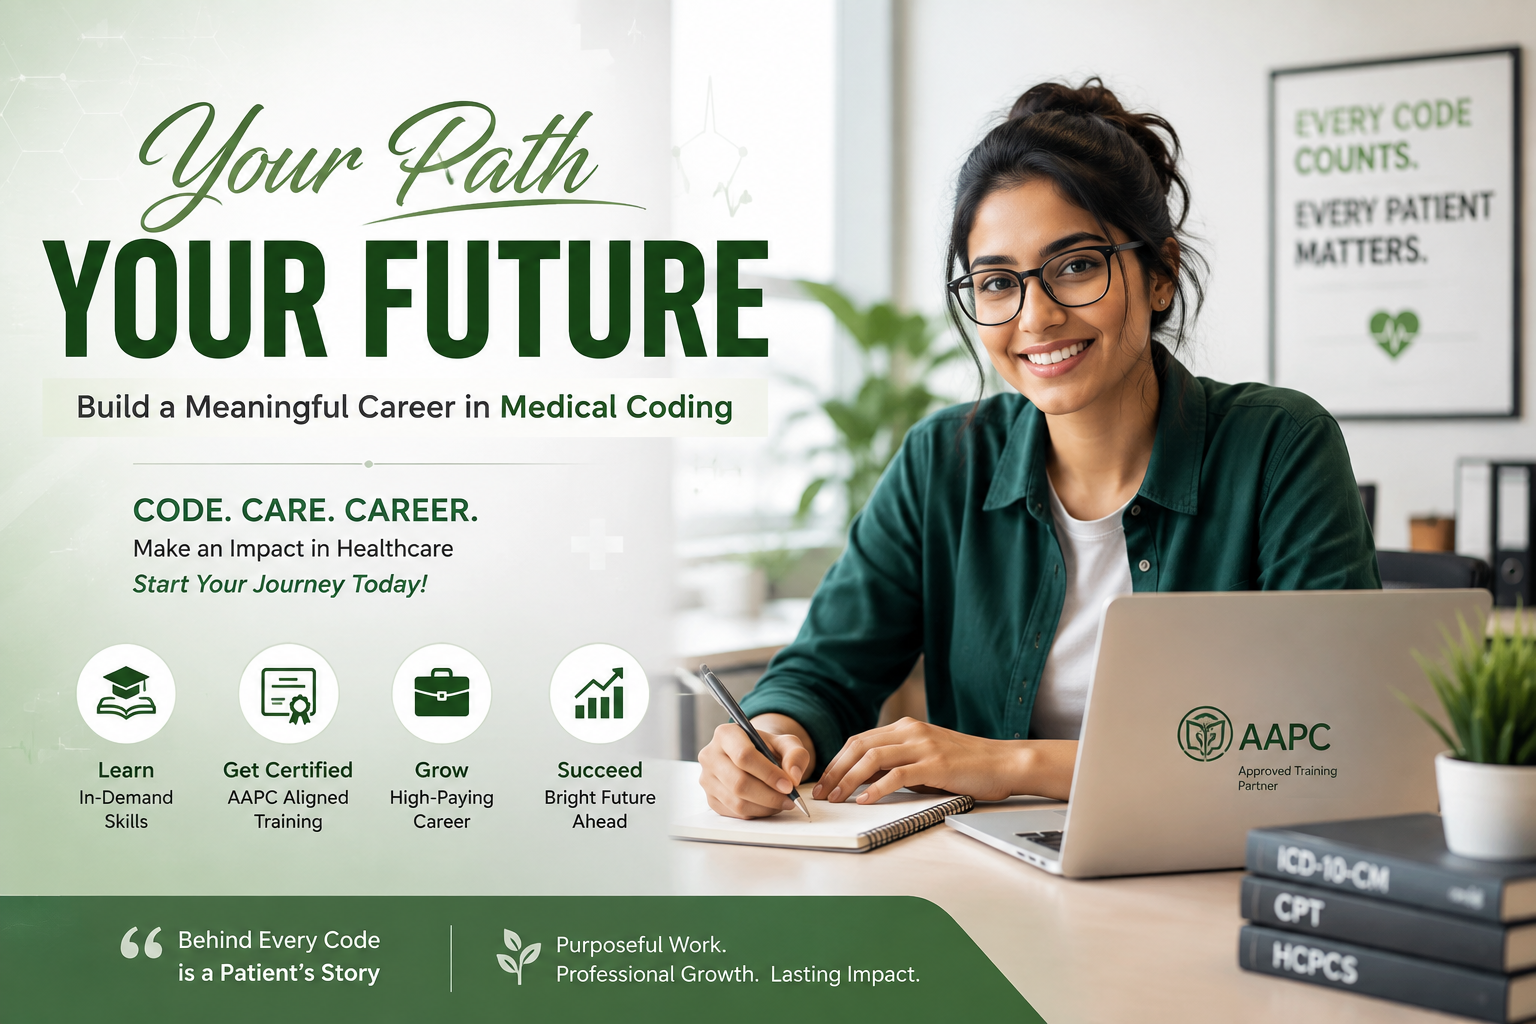 Your Path
YOUR FUTURE
Build a Meaningful Career in Medical Coding
CODE. CARE. CAREER.
Make an Impact in Healthcare
Start Your Journey Today!
Learn
In-Demand
Skills
Get Certified
AAPC Aligned
Training
Grow
High-Paying
Career
Succeed
Bright Future
Ahead
“ Behind Every Code
is a Patient's Story
Purposeful Work.
Professional Growth. Lasting Impact.
EVERY CODE
COUNTS.
EVERY PATIENT
MATTERS.
AAPC
Approved Training
Partner
ICD-10-CM
CPT
HCPCS